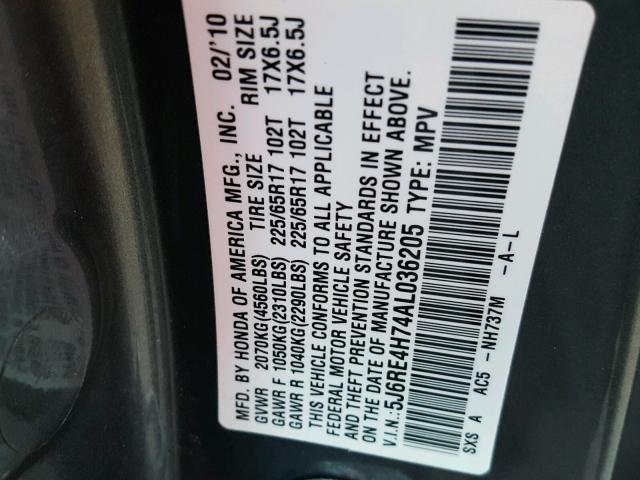 MFD. BY HONDA OF AMERICA MFG., INC. 02/'10
GVWR 2070KG(4560LBS) TIRE SIZE RIM SIZE
GAWR F 1050KG(2310LBS) 225/65R17 102T 17X6.5J
GAWR R 1040KG(2290LBS) 225/65R17 102T 17X6.5J
THIS VEHICLE CONFORMS TO ALL APPLICABLE
FEDERAL MOTOR VEHICLE SAFETY
AND THEFT PREVENTION STANDARDS IN EFFECT
ON THE DATE OF MANUFACTURE SHOWN ABOVE.
V.I.N.:5J6RE4H74AL036205 TYPE: MPV
SXS A AC5 -NH737M -A-L